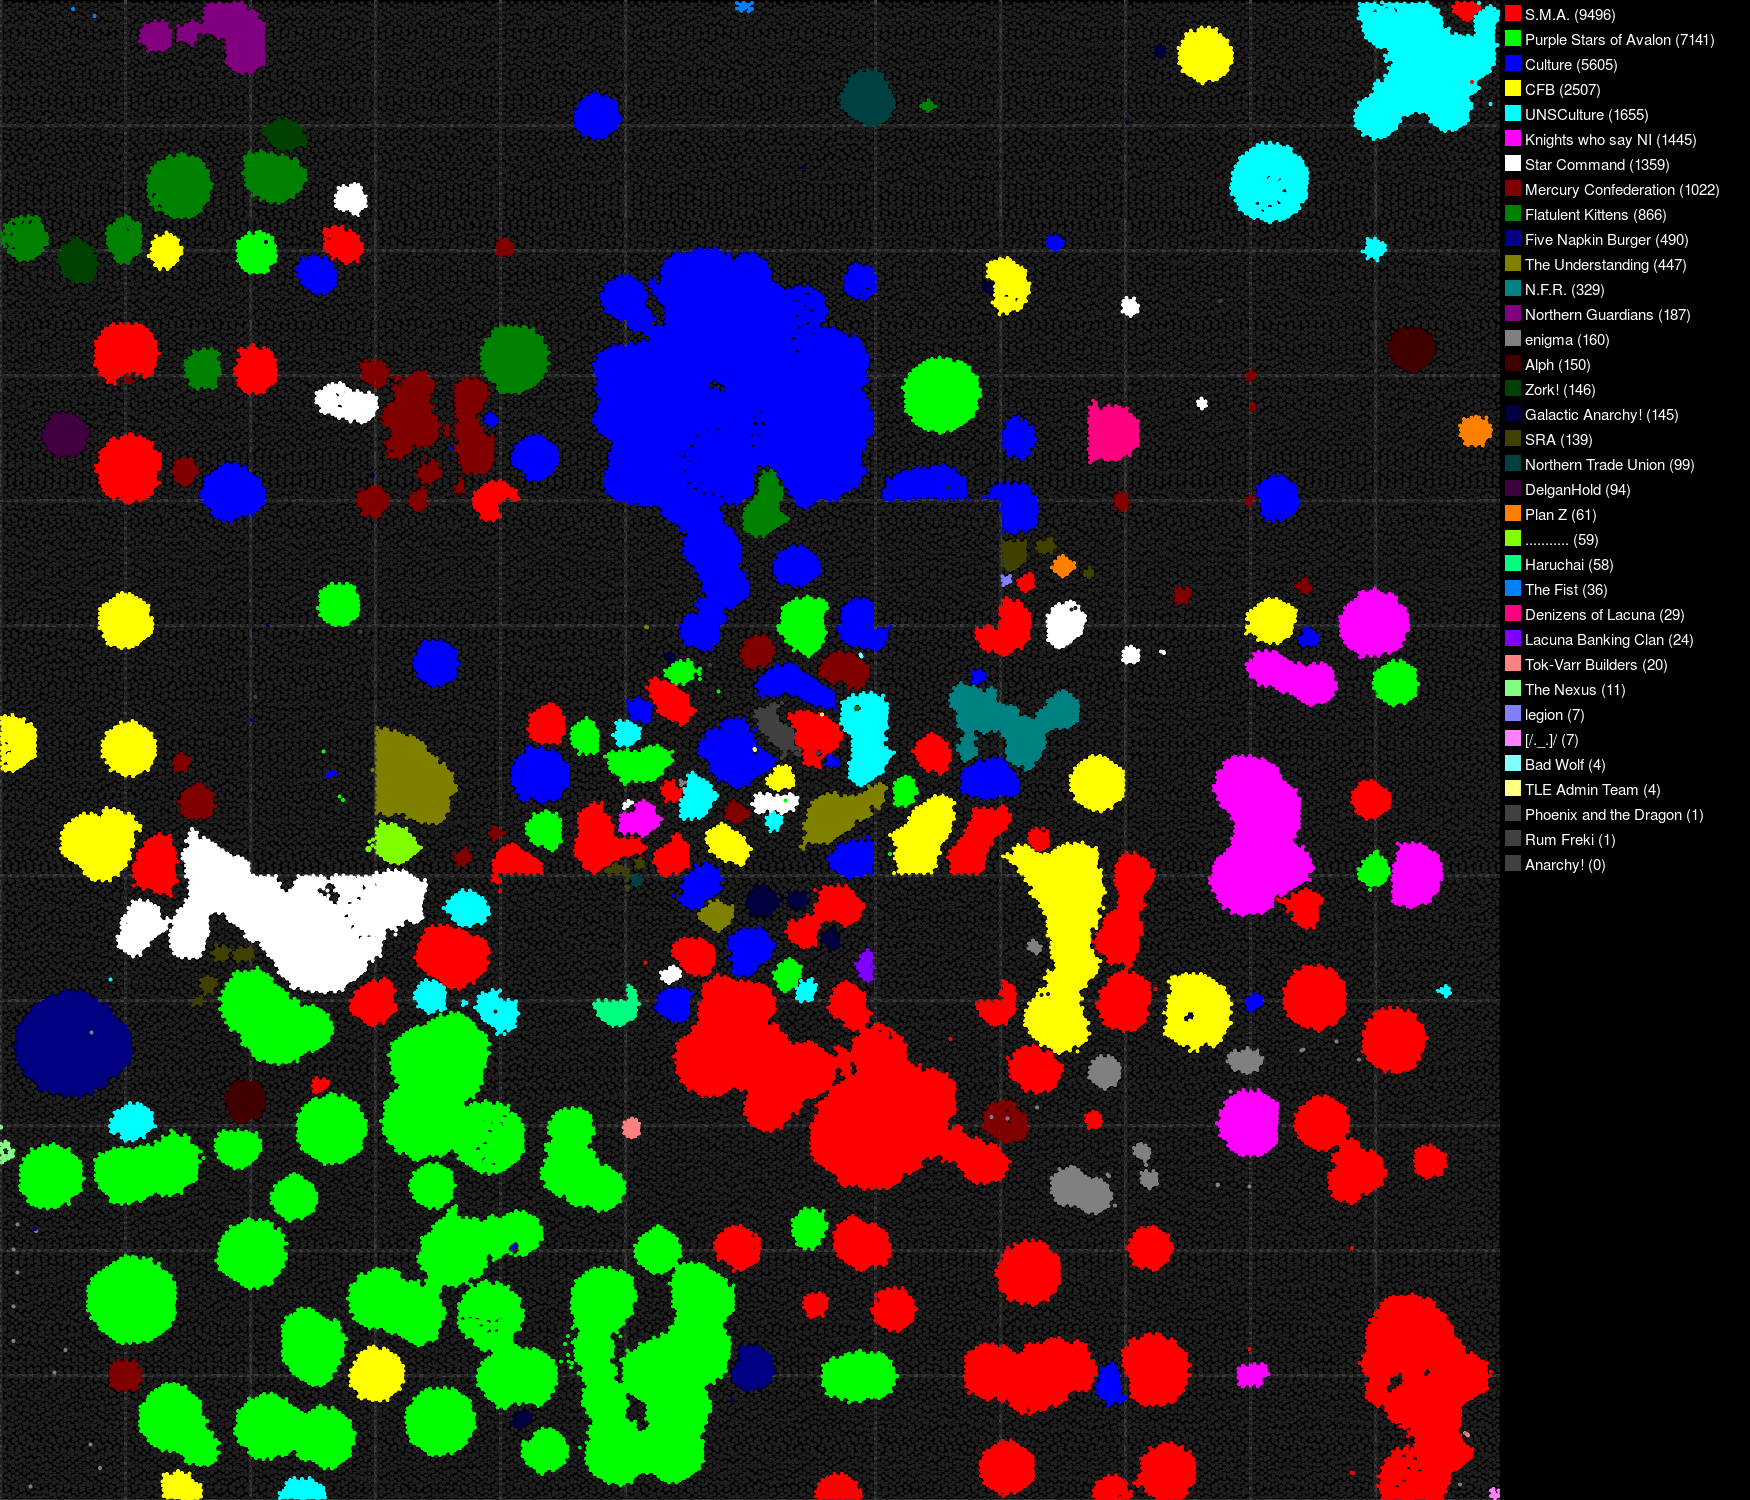 S.M.A. (9496)
Purple Stars of Avalon (7141)
Culture (5605)
CFB (2507)
UNSCulture (1655)
Knights who say NI (1445)
Star Command (1359)
Mercury Confederation (1022)
Flatulent Kittens (866)
Five Napkin Burger (490)
The Understanding (447)
N.F.R. (329)
Northern Guardians (187)
enigma (160)
Alph (150)
Zork! (146)
Galactic Anarchy! (145)
SRA (139)
Northern Trade Union (99)
DelganHold (94)
Plan Z (61)
........... (59)
Haruchai (58)
The Fist (36)
Denizens of Lacuna (29)
Lacuna Banking Clan (24)
Tok-Varr Builders (20)
The Nexus (11)
legion (7)
[/._.]/ (7)
Bad Wolf (4)
TLE Admin Team (4)
Phoenix and the Dragon (1)
Rum Freki (1)
Anarchy! (0)